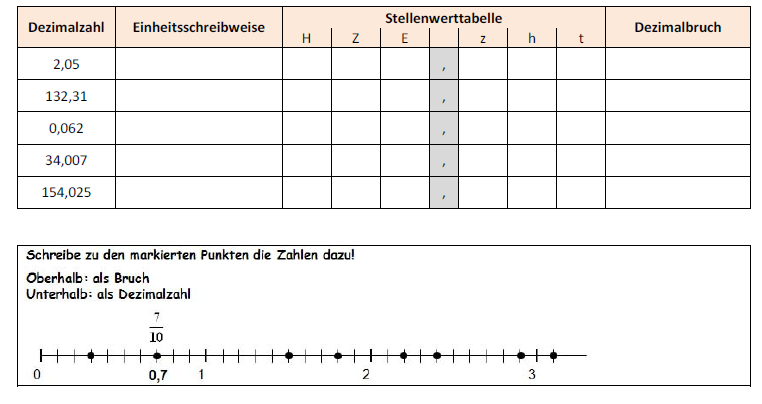 Dezimalzahl Einheitsschreibweise Stellenwerttabelle Dezimalbruch
H Z E z h t
2,05 ,
132,31 ,
0,062 ,
34,007 ,
154,025 ,
Schreibe zu den markierten Punkten die Zahlen dazu!
Oberhalb: als Bruch
Unterhalb: als Dezimalzahl
7
10
0 0,7 1 2 3